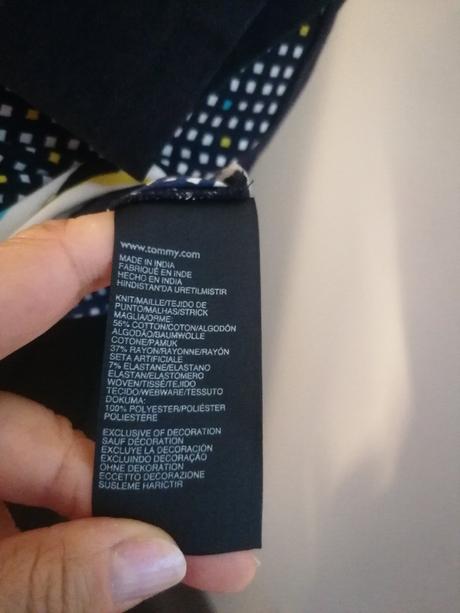 www.tommy.com
MADE IN INDIA
FABRIQUÉ EN INDE
HECHO EN INDIA
HINDISTAN'DA URETILMISTIR
KNIT/MAILLE/TEJIDO DE
PUNTO/MALHAS/STRICK
MAGLIA/ORME:
56% COTTON/COTON/ALGODÓN
ALGODÃO/BAUMWOLLE
COTONE/PAMUK
37% RAYON/RAYONNE/RAYÓN
SETA ARTIFICIALE
7% ELASTANE/ELASTANO
ELASTAN/ELASTOMERO
WOVEN/TISSÉ/TEJIDO
TECIDO/WEBWARE/TESSUTO
DOKUMA:
100% POLYESTER/POLIÉSTER
POLIESTERE
EXCLUSIVE OF DECORATION
SAUF DÉCORATION
EXCLUYE LA DECORACIÓN
EXCLUINDO DECORAÇÃO
OHNE DEKORATION
ECCETTO DECORAZIONE
SUSLEME HARICTIR